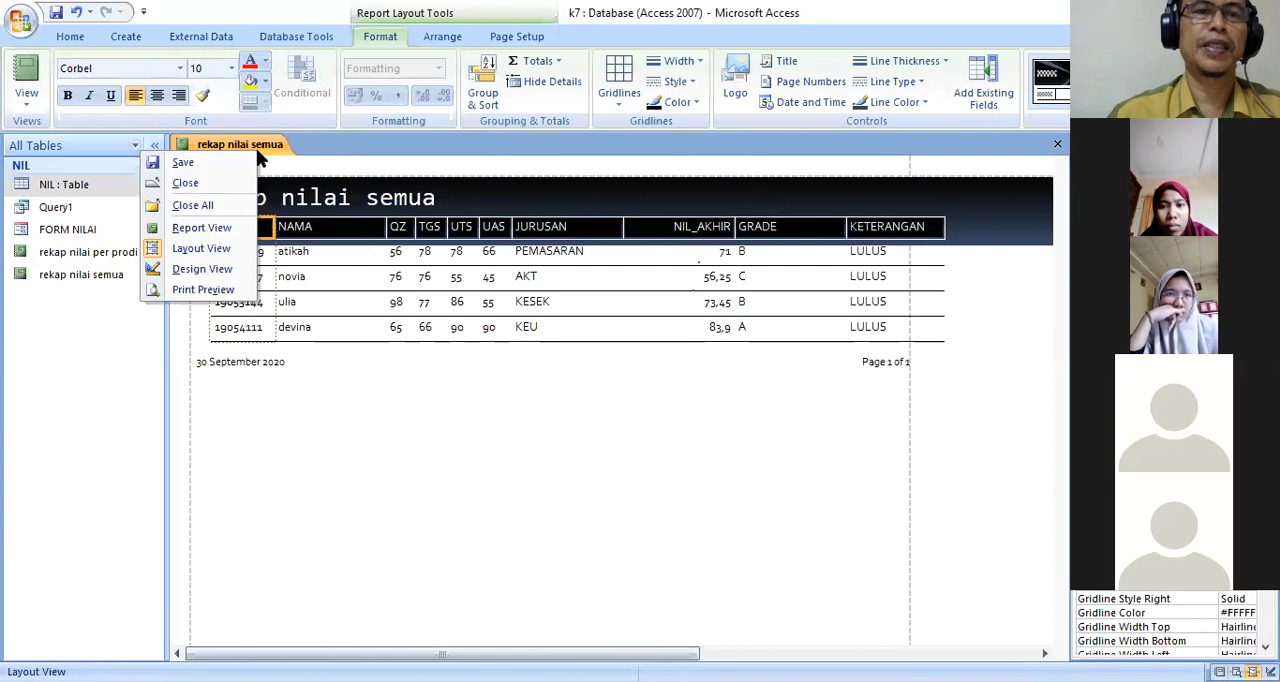 Report Layout Tools
k7 : Database (Access 2007) - Microsoft Access
Home
Create
External Data
Database Tools
Format
Arrange
Page Setup
View
Views
Corbel
10
B I U
A
Font
Conditional
Formatting
%
Formatting
Group & Sort
Σ Totals
Hide Details
Grouping & Totals
Gridlines
Width
Style
Color
Gridlines
Logo
Title
Page Numbers
Date and Time
Line Thickness
Line Type
Line Color
Add Existing Fields
Controls
All Tables
NIL
NIL : Table
Query1
FORM NILAI
rekap nilai per prodi
rekap nilai semua
rekap nilai semua
Save
Close
Close All
Report View
Layout View
Design View
Print Preview
nilai semua
NAMA QZ TGS UTS UAS JURUSAN NIL_AKHIR GRADE KETERANGAN
9 atikah 56 78 78 66 PEMASARAN 71 B LULUS
7 novia 76 76 55 45 AKT 56,25 C LULUS
19053144 ulia 98 77 86 55 KESEK 73,45 B LULUS
19054111 devina 65 66 90 90 KEU 83,9 A LULUS
30 September 2020
Page 1 of 1
Gridline Style Right Solid
Gridline Color #FFFFF
Gridline Width Top Hairline
Gridline Width Bottom Hairline
Layout View